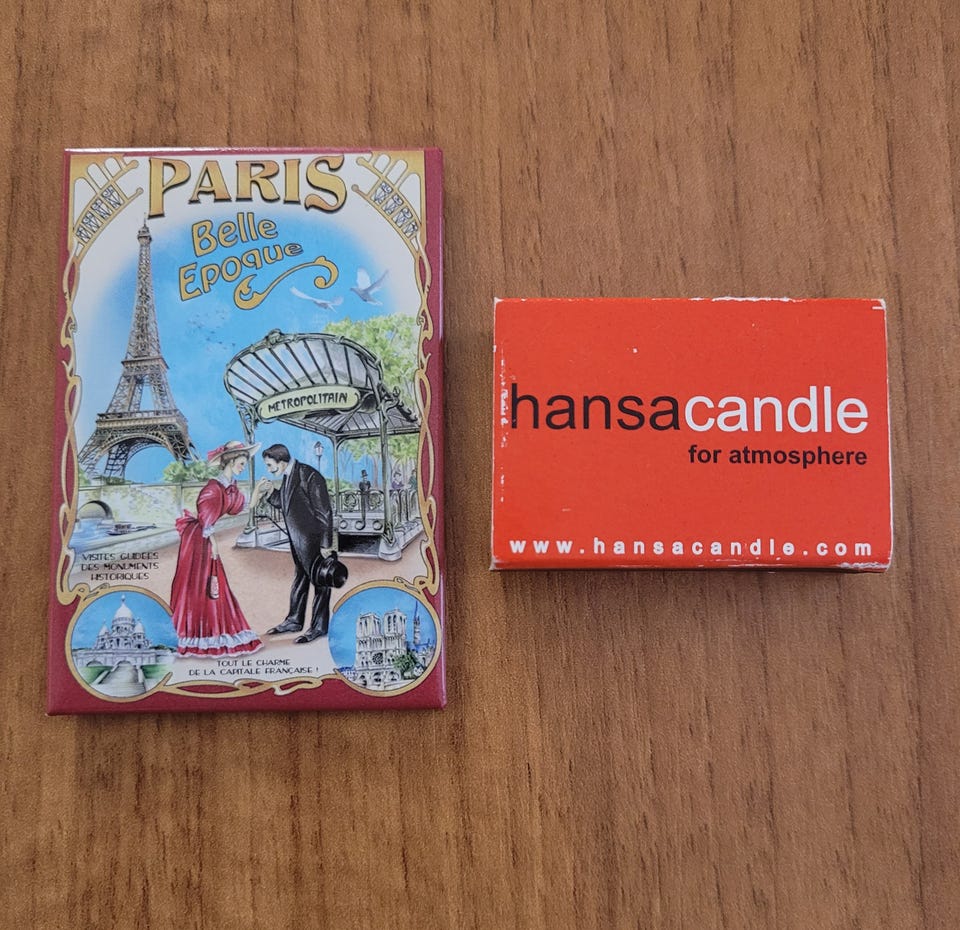 PARIS
Belle
Epoque
METROPOLITAIN
VISITES GUIDEES
DES MONUMENTS
HISTORIQUES
TOUT LE CHARME
DE LA CAPITALE FRANÇAISE !
hansacandle
for atmosphere
www.hansacandle.com